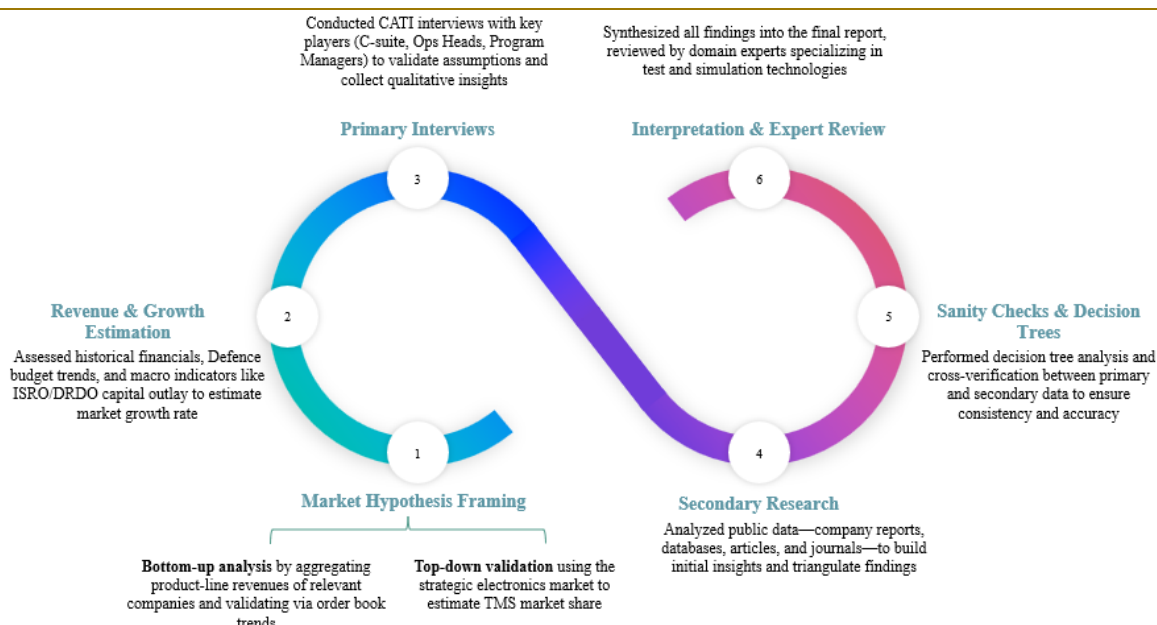 Conducted CATI interviews with key
players (C-suite, Ops Heads, Program
Managers) to validate assumptions and
collect qualitative insights
Synthesized all findings into the final report,
reviewed by domain experts specializing in
test and simulation technologies
Primary Interviews
Interpretation & Expert Review
3
6
Revenue & Growth
Estimation
Assessed historical financials, Defence
budget trends, and macro indicators like
ISRO/DRDO capital outlay to estimate
market growth rate
2
5
Sanity Checks & Decision
Trees
Performed decision tree analysis and
cross-verification between primary
and secondary data to ensure
consistency and accuracy
1
4
Market Hypothesis Framing
Secondary Research
Analyzed public data—company reports,
databases, articles, and journals—to build
initial insights and triangulate findings
Bottom-up analysis by aggregating
product-line revenues of relevant
companies and validating via order book
trends
Top-down validation using the
strategic electronics market to
estimate TMS market share